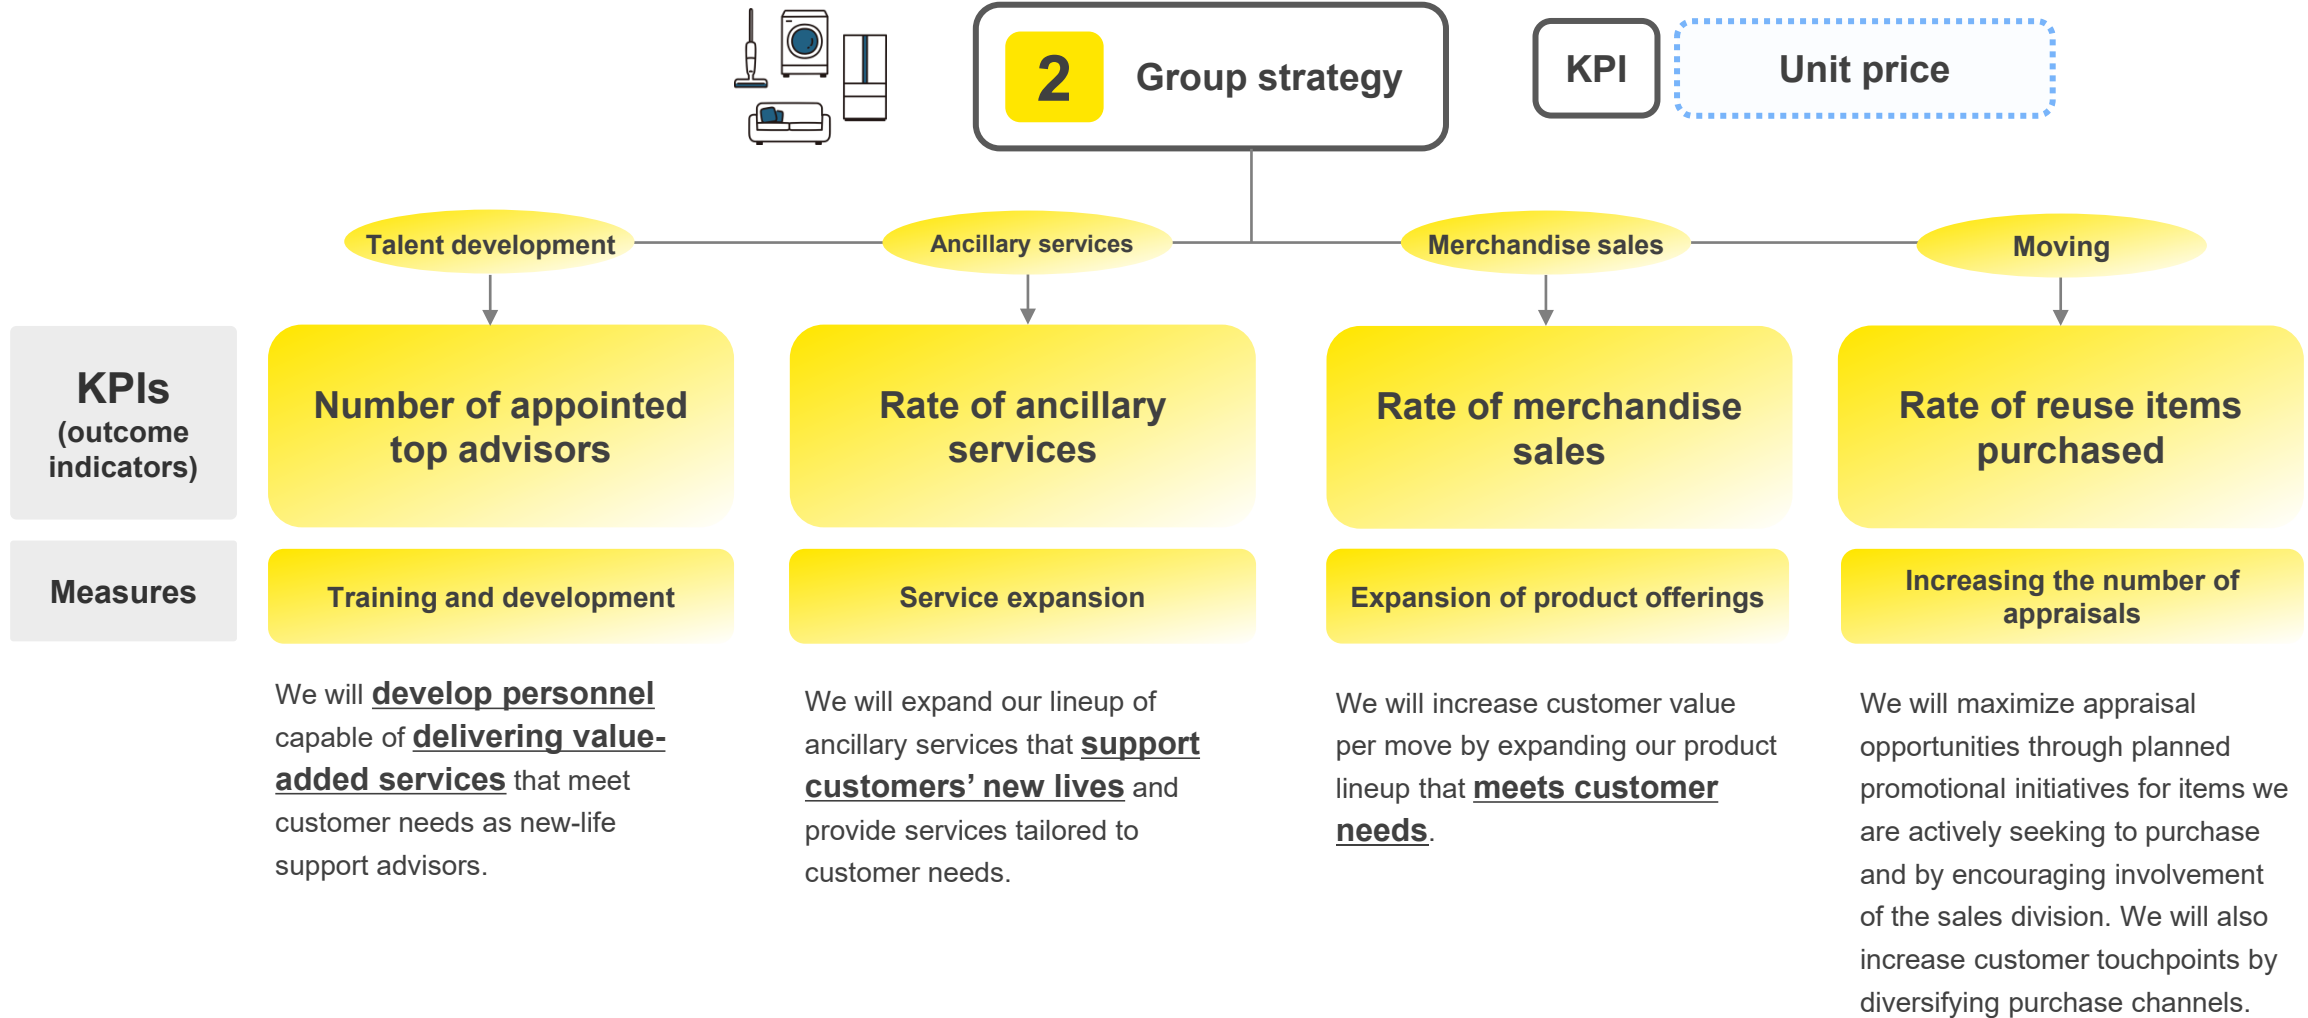 2 Group strategy
KPI
Unit price
Talent development
Ancillary services
Merchandise sales
Moving
KPIs
(outcome
indicators)
Number of appointed
top advisors
Rate of ancillary
services
Rate of merchandise
sales
Rate of reuse items
purchased
Measures
Training and development
Service expansion
Expansion of product offerings
Increasing the number of
appraisals
We will develop personnel
capable of delivering value-
added services that meet
customer needs as new-life
support advisors.
We will expand our lineup of
ancillary services that support
customers’ new lives and
provide services tailored to
customer needs.
We will increase customer value
per move by expanding our product
lineup that meets customer
needs.
We will maximize appraisal
opportunities through planned
promotional initiatives for items we
are actively seeking to purchase
and by encouraging involvement
of the sales division. We will also
increase customer touchpoints by
diversifying purchase channels.